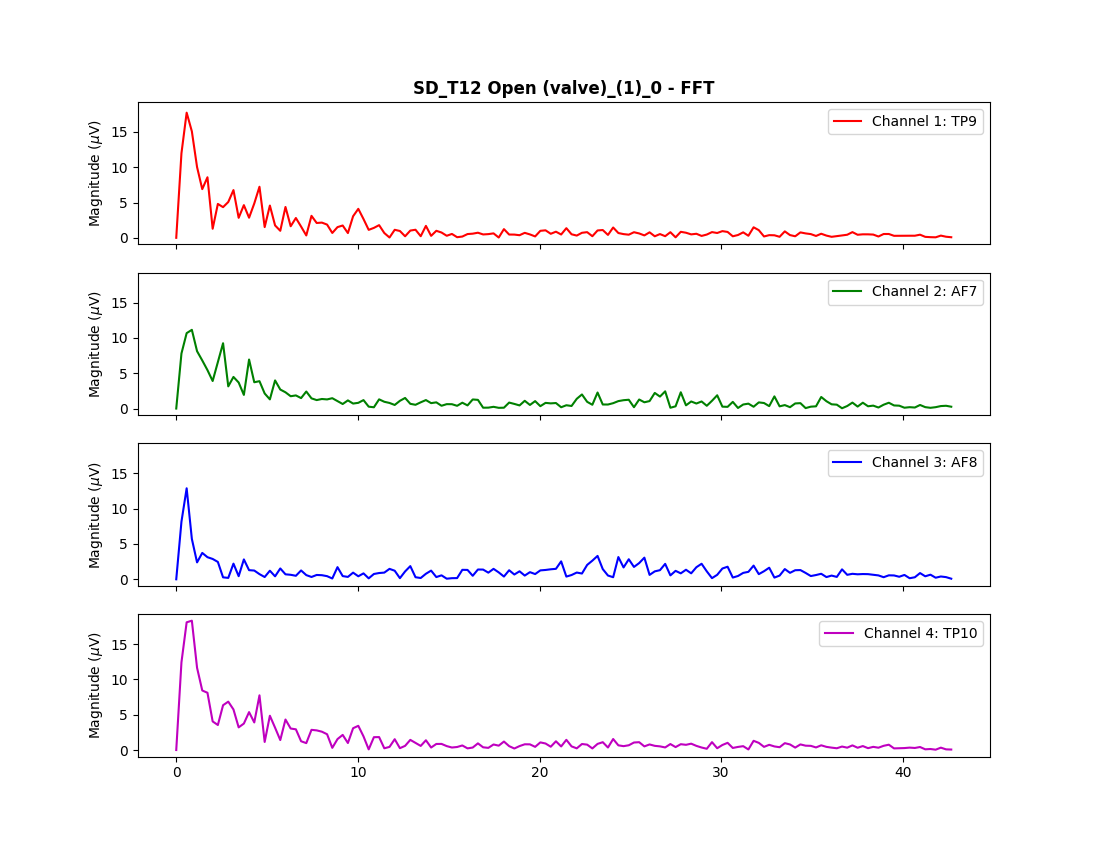 SD_T12 Open (valve)_(1)_0 - FFT
Magnitude (μV)
15
10
5
0
Channel 1: TP9
Magnitude (μV)
15
10
5
0
Channel 2: AF7
Magnitude (μV)
15
10
5
0
Channel 3: AF8
Magnitude (μV)
15
10
5
0
Channel 4: TP10
0 10 20 30 40